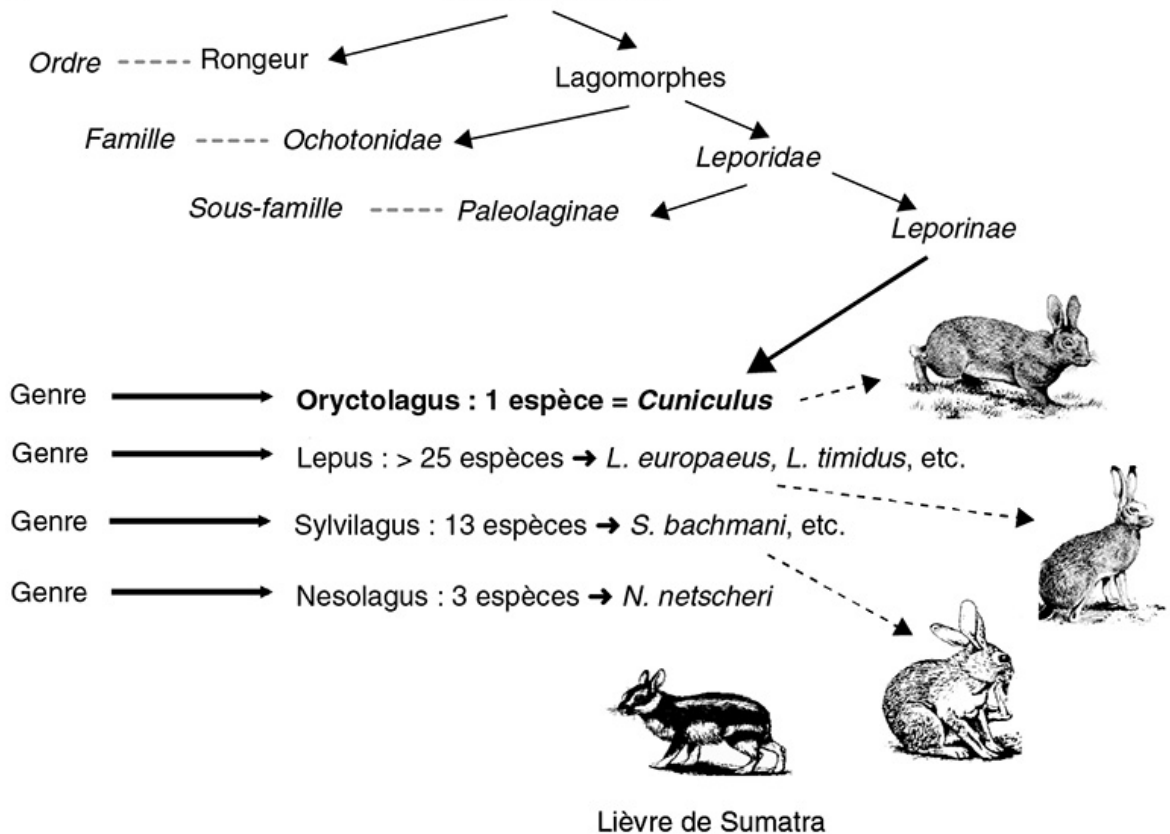 Ordre Rongeur
Lagomorphes
Famille Ochotonidae
Leporidae
Sous-famille Paleolaginae
Leporinae
Genre Oryctolagus : 1 espèce = Cuniculus
Genre Lepus : > 25 espèces ➔ L. europaeus, L. timidus, etc.
Genre Sylvilagus : 13 espèces ➔ S. bachmani, etc.
Genre Nesolagus : 3 espèces ➔ N. netscheri
Lièvre de Sumatra